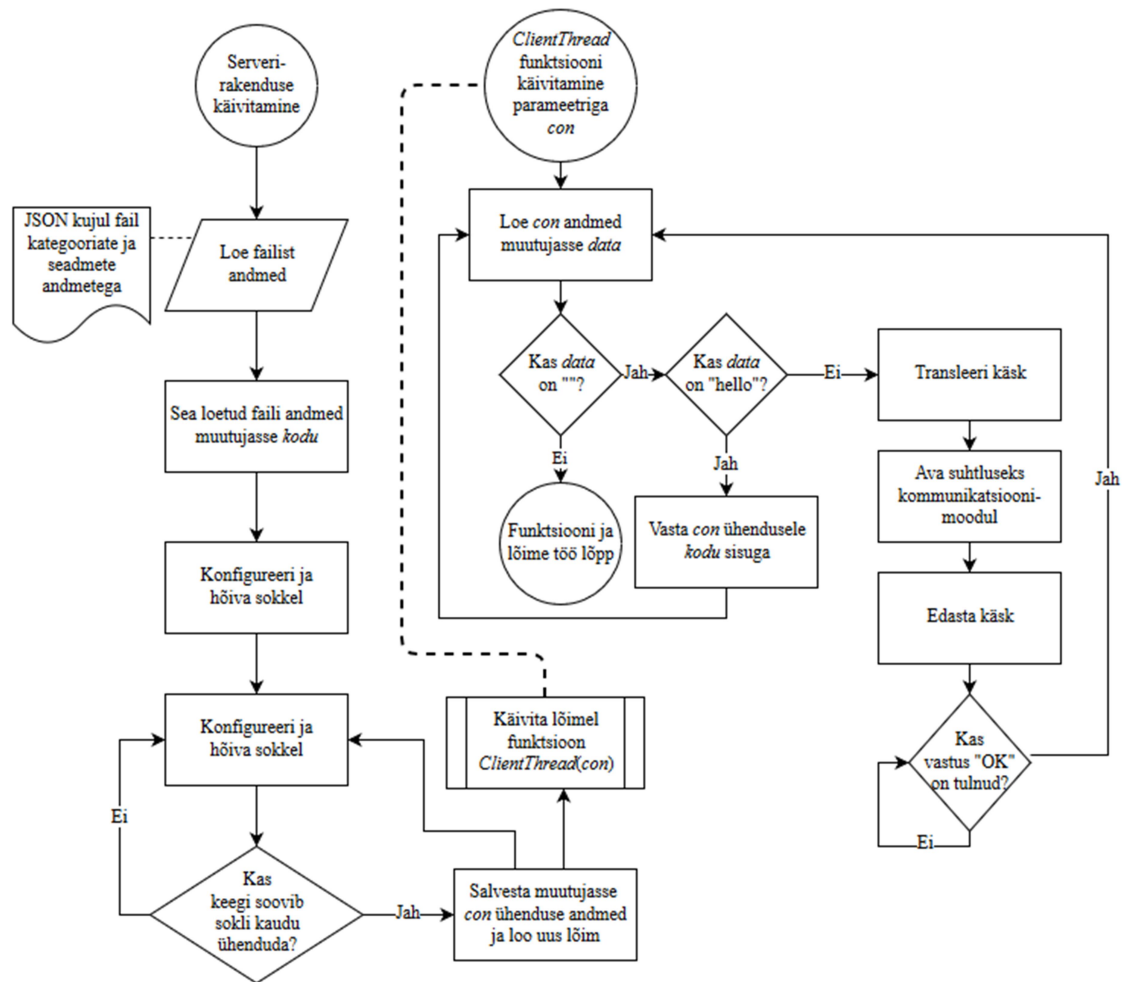 Serveri-
rakenduse
käivitamine
JSON kujul fail
kategooriate ja
seadmete
andmetega
Loe failist
andmed
Sea loetud faili andmed
muutujasse kodu
Konfigureeri ja
hõiva sokkel
Konfigureeri ja
hõiva sokkel
Ei
Kas
keegi soovib
sokli kaudu
ühenduda?
Jah
Salvesta muutujasse
con ühenduse andmed
ja loo uus lõim
Käivita lõimel
funktsioon
ClientThread(con)
ClientThread
funktsiooni
käivitamine
parameetriga
con
Loe con andmed
muutujasse data
Kas data
on ""?
Jah
Ei
Funktsiooni ja
lõime töö lõpp
Kas data
on "hello"?
Ei
Jah
Vasta con ühendusele
kodu sisuga
Transleeri käsk
Ava suhtluseks
kommunikatsiooni-
moodul
Edasta käsk
Kas
vastus "OK"
on tulnud?
Ei
Jah